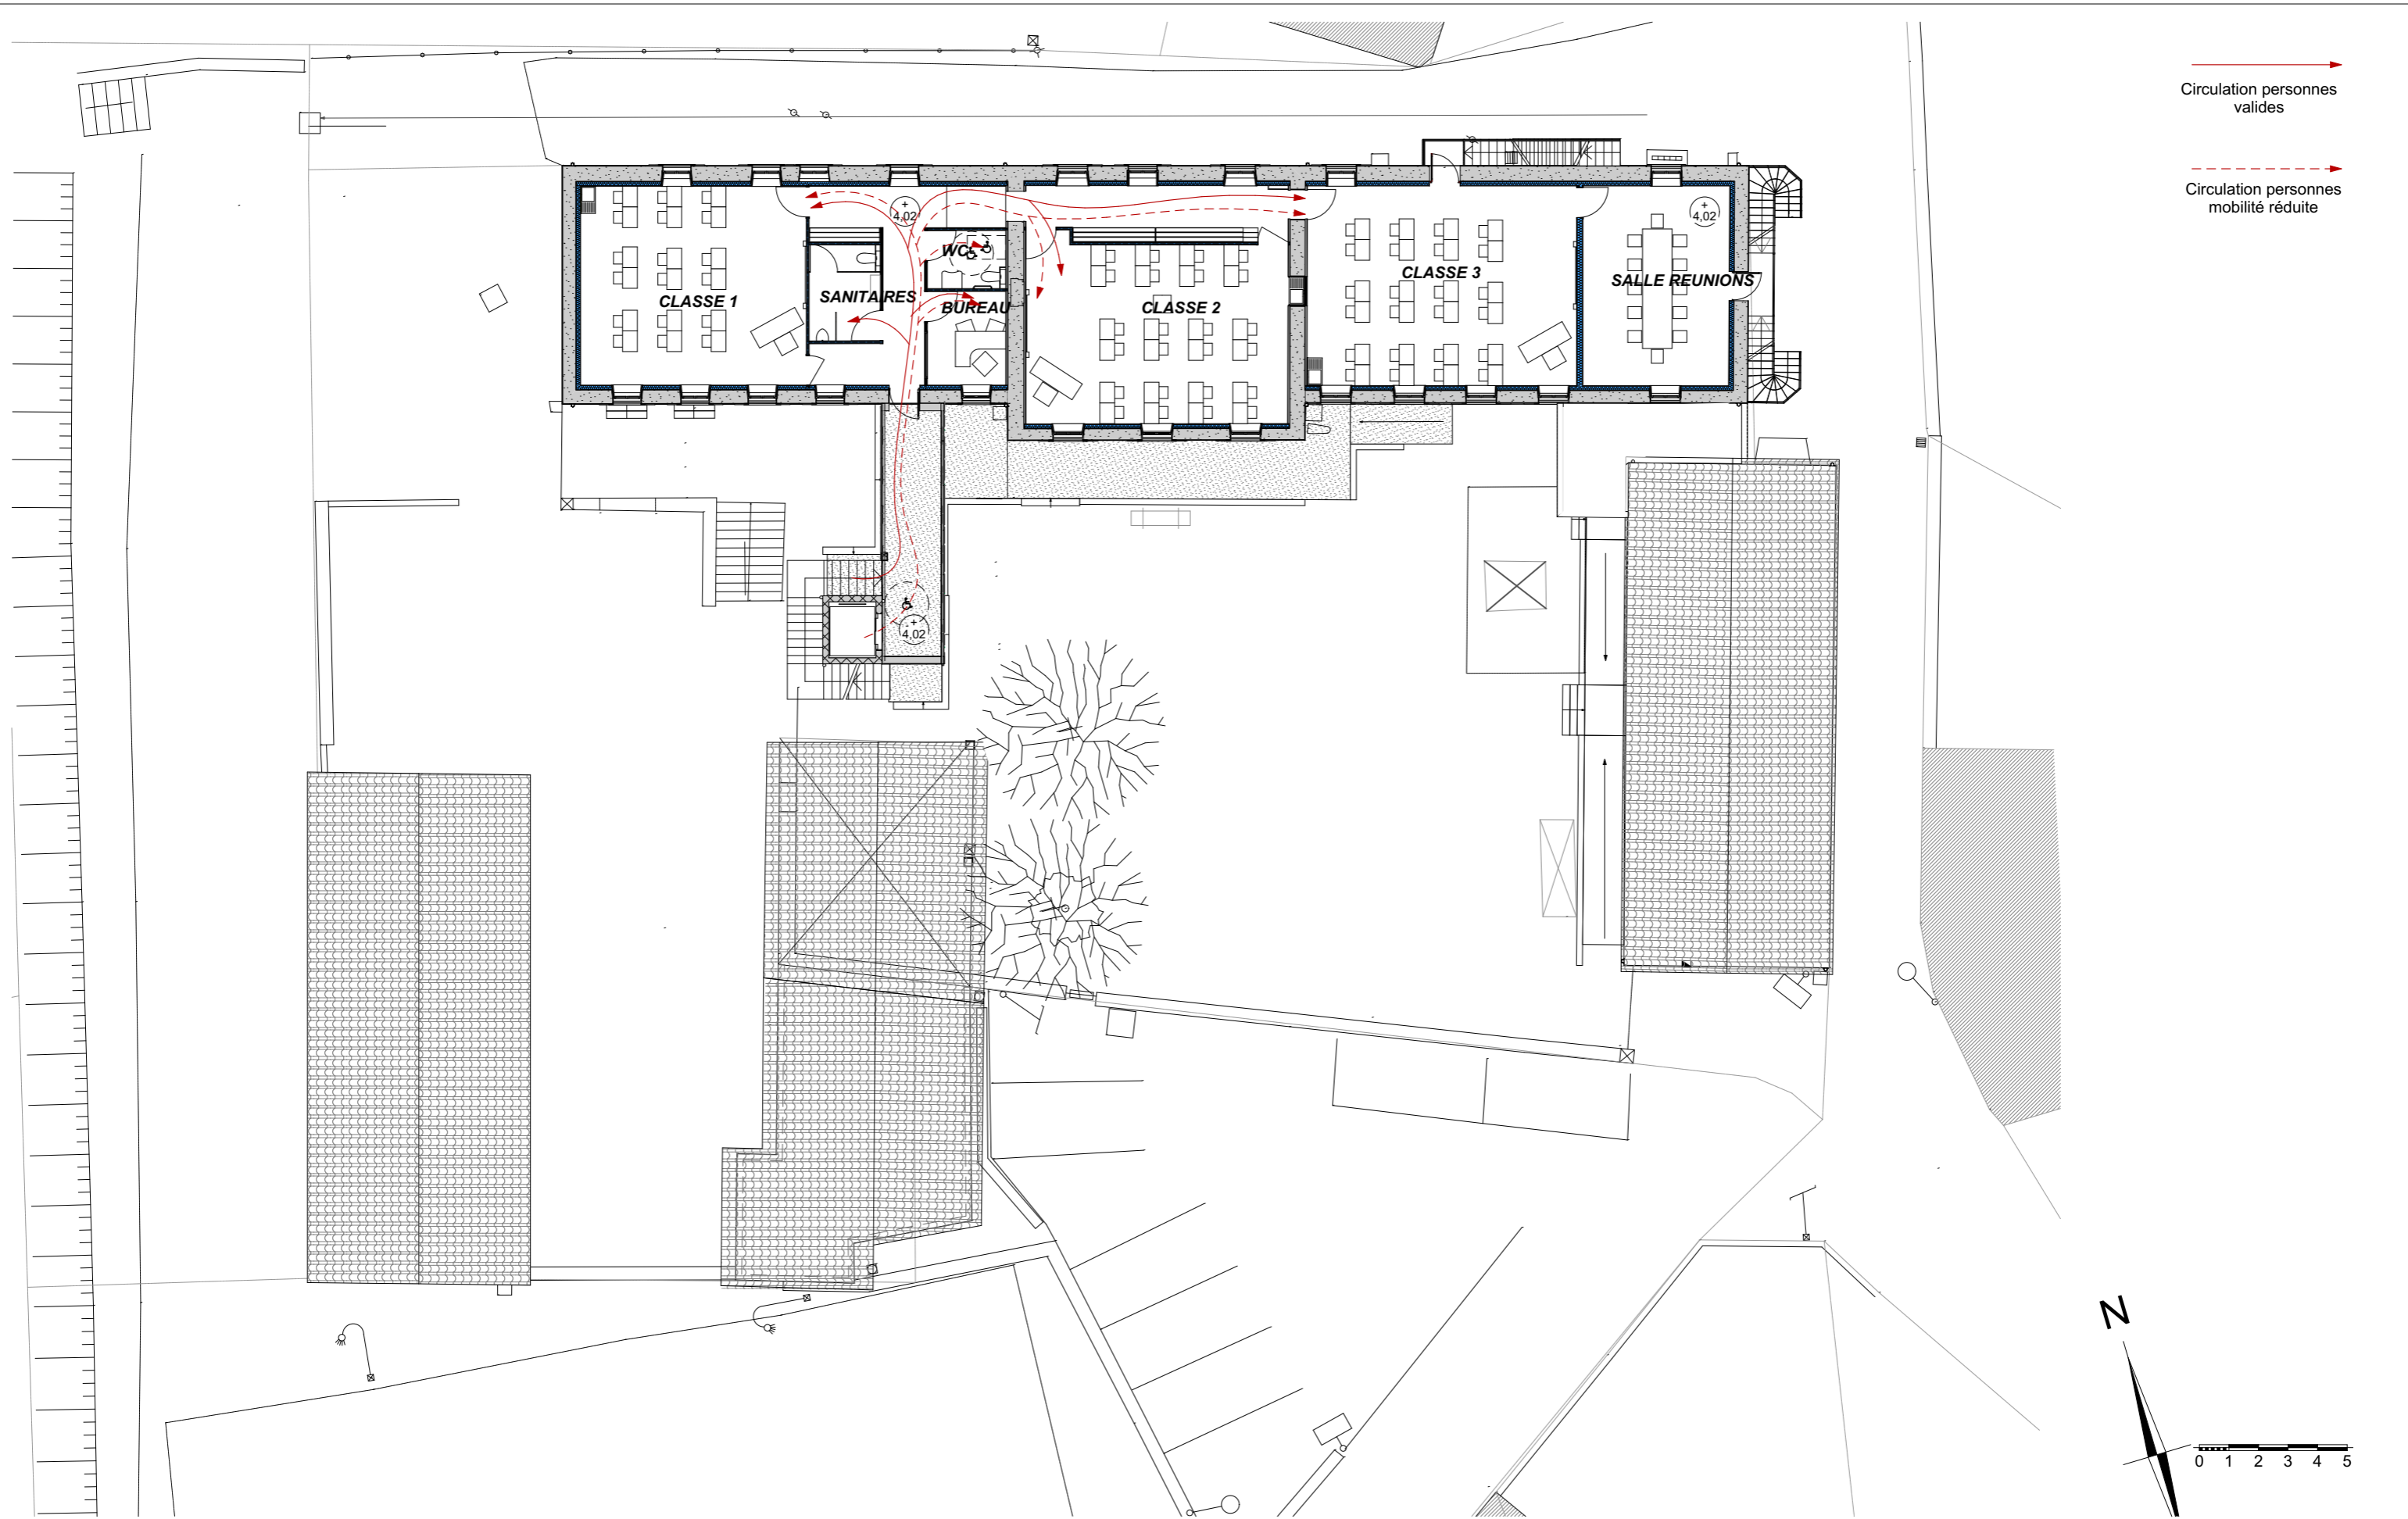 Circulation personnes
valides
Circulation personnes
mobilité réduite
+
4,02
+
4,02
WC
CLASSE 1
SANITAIRES
BUREAU
CLASSE 2
CLASSE 3
SALLE REUNIONS
+
4,02
N
0 1 2 3 4 5